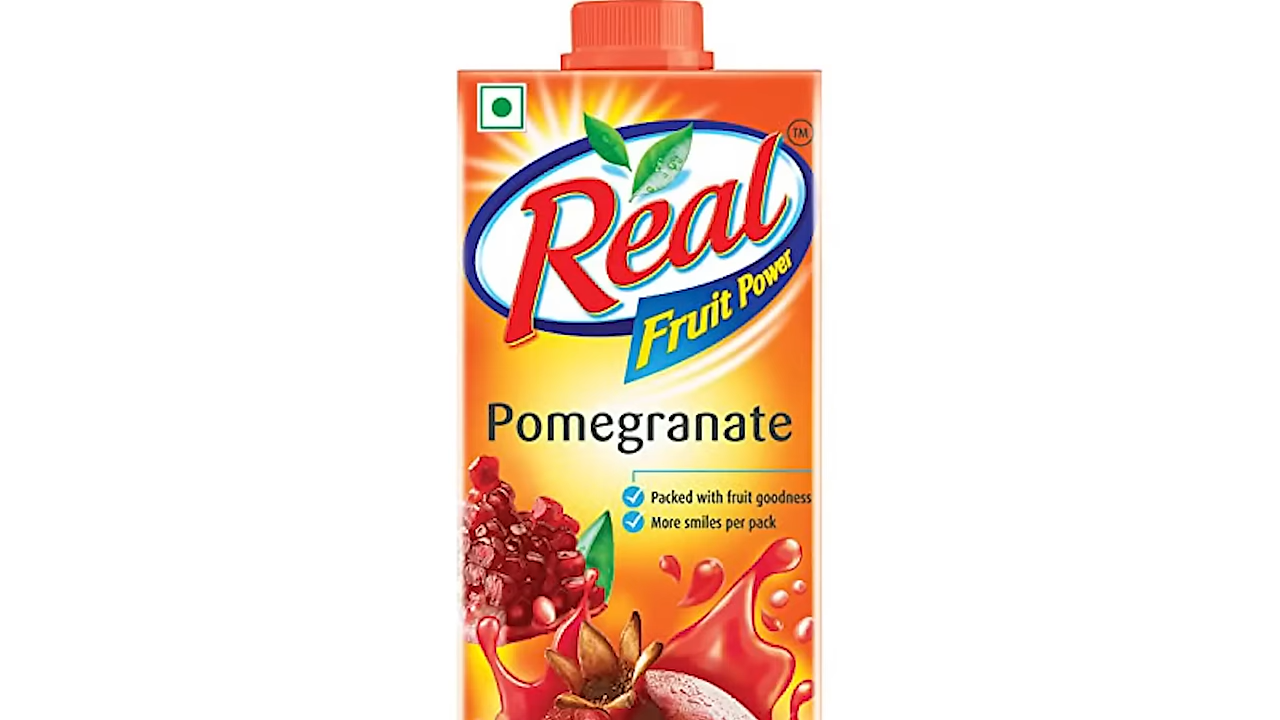 TM
Real
Fruit Power
Pomegranate
Packed with fruit goodness
More smiles per pack